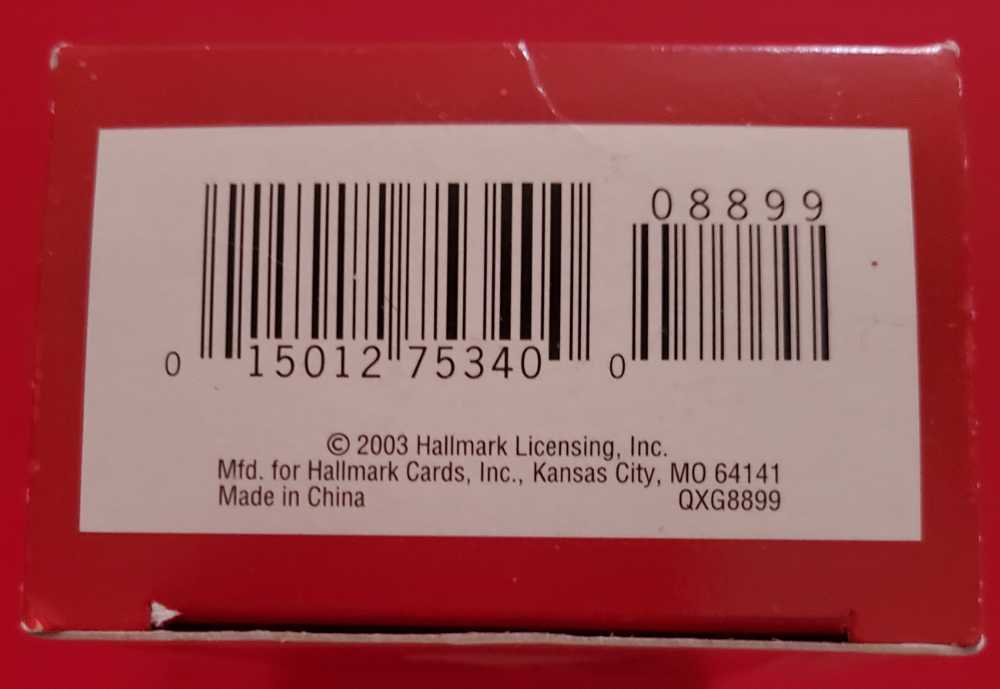 08899
0 15012 75340 0
© 2003 Hallmark Licensing, Inc.
Mfd. for Hallmark Cards, Inc., Kansas City, MO 64141
Made in China QXG8899